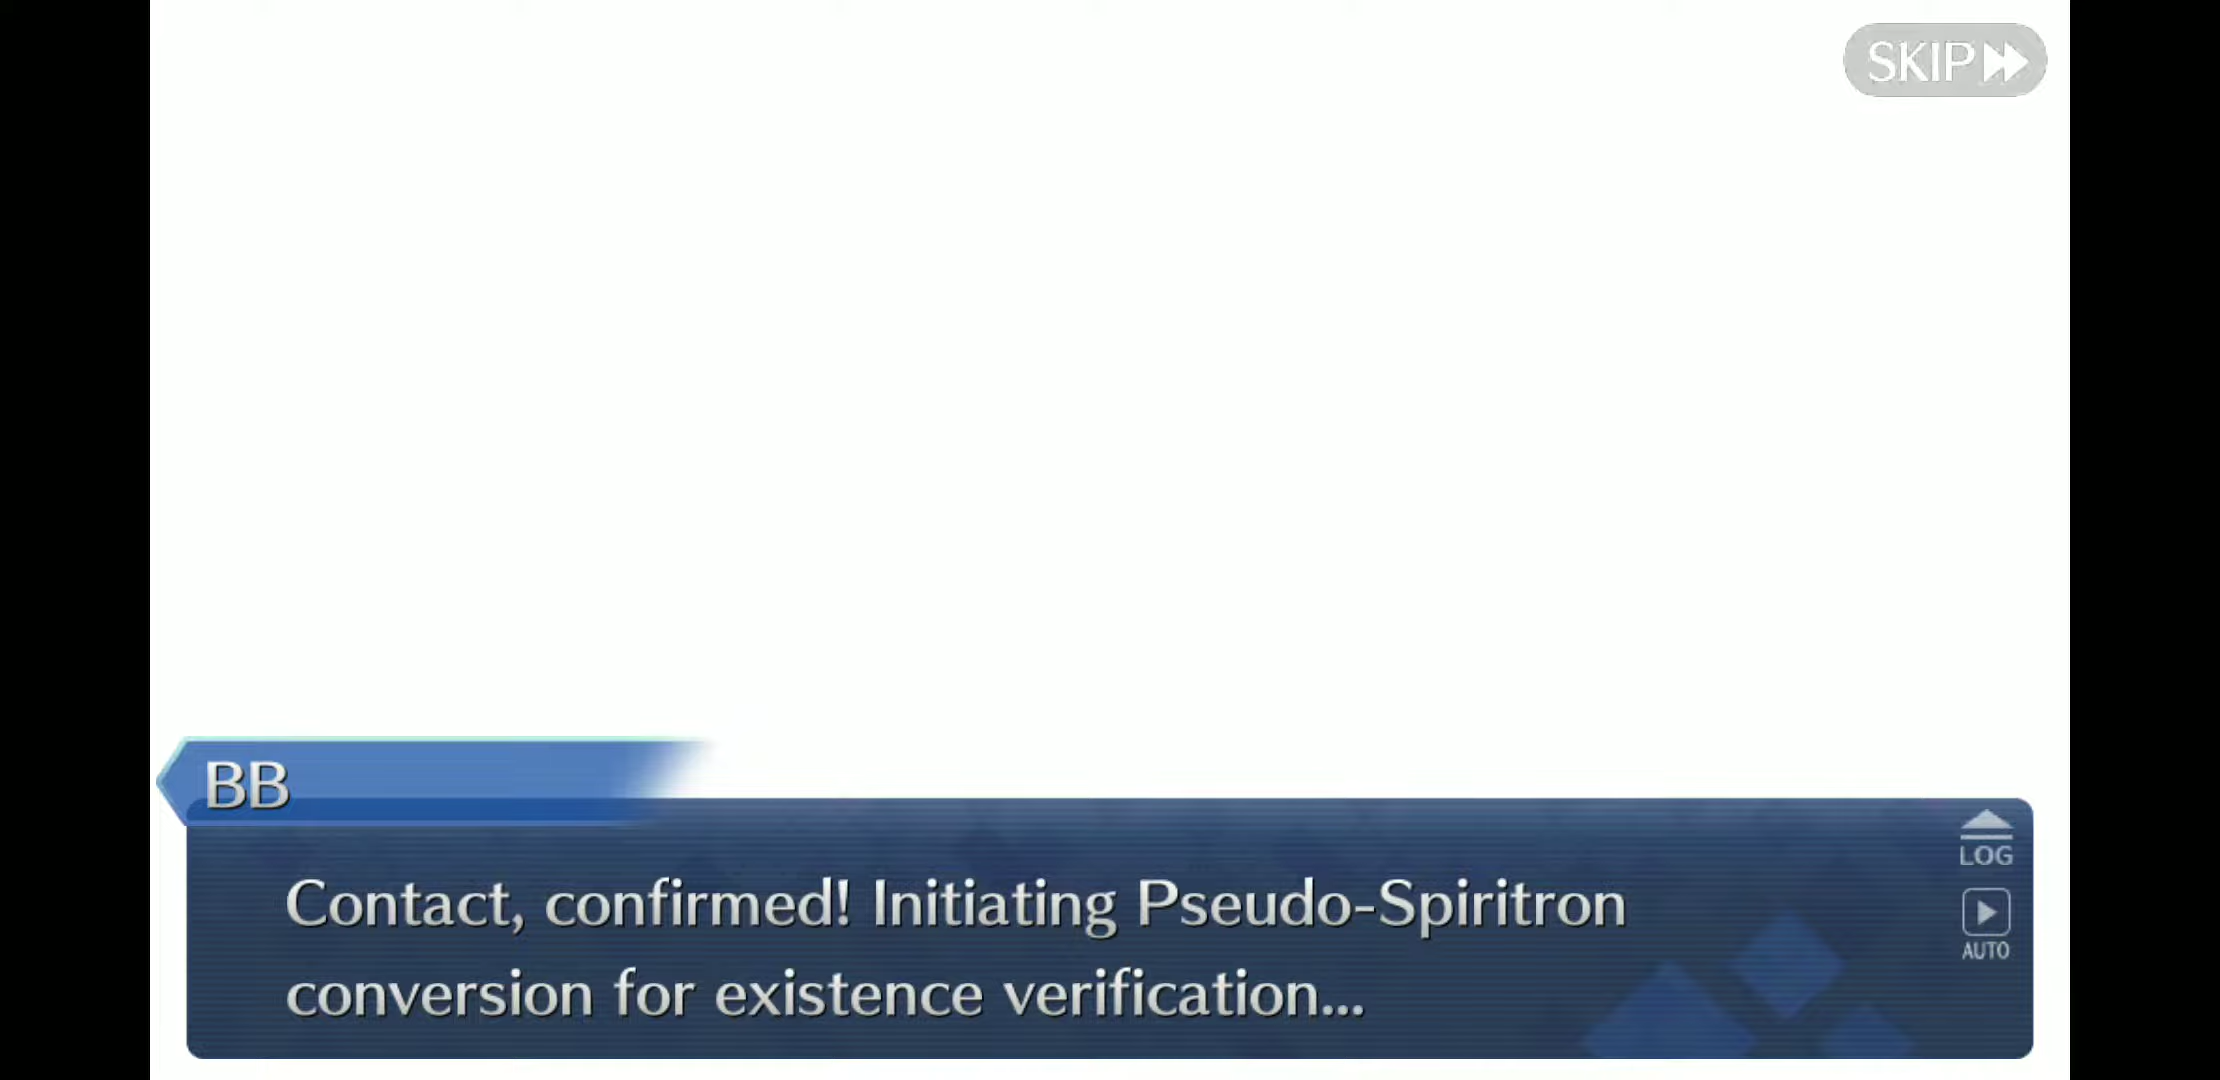 SKIP
BB
LOG
Contact, confirmed! Initiating Pseudo-Spiritron
conversion for existence verification...
AUTO